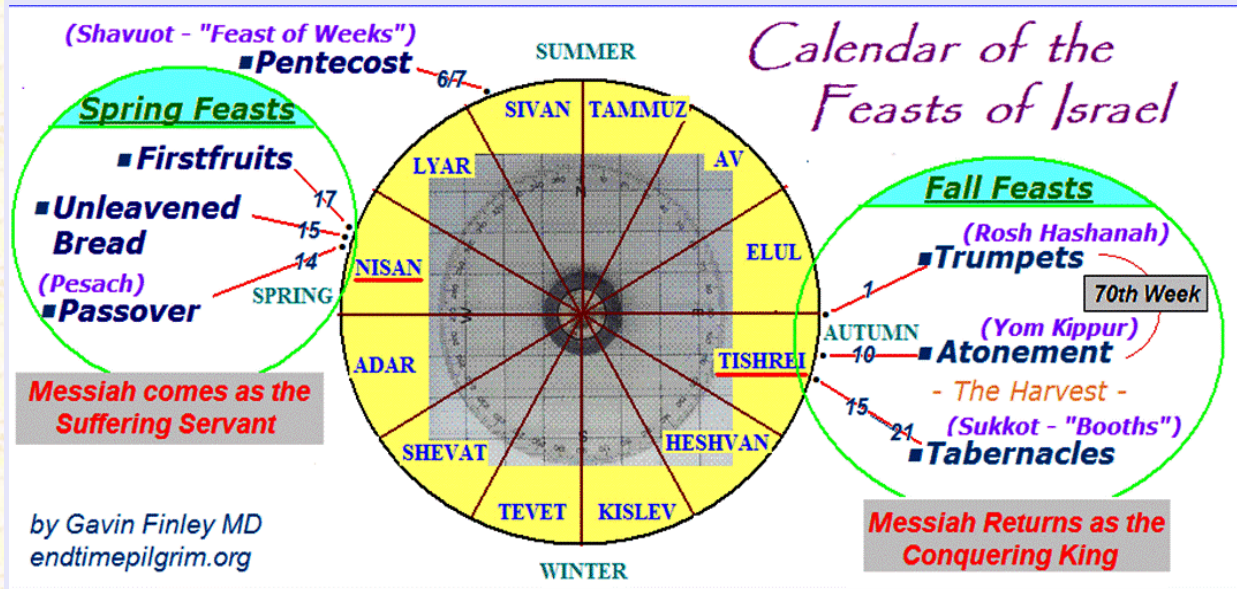 Calendar of the
Feasts of Israel
(Shavuot - "Feast of Weeks")
▪Pentecost
6/7
Spring Feasts
▪Firstfruits
17
▪Unleavened
Bread
15
14
(Pesach)
▪Passover
Messiah comes as the
Suffering Servant
SUMMER
SPRING
AUTUMN
WINTER
SIVAN
TAMMUZ
LYAR
AV
NISAN
ELUL
ADAR
TISHREI
SHEVAT
HESHVAN
TEVET
KISLEV
N
W
E
S
Fall Feasts
(Rosh Hashanah)
▪Trumpets
1
70th Week
(Yom Kippur)
▪Atonement
10
- The Harvest -
(Sukkot - "Booths")
▪Tabernacles
15
21
Messiah Returns as the
Conquering King
by Gavin Finley MD
endtimepilgrim.org